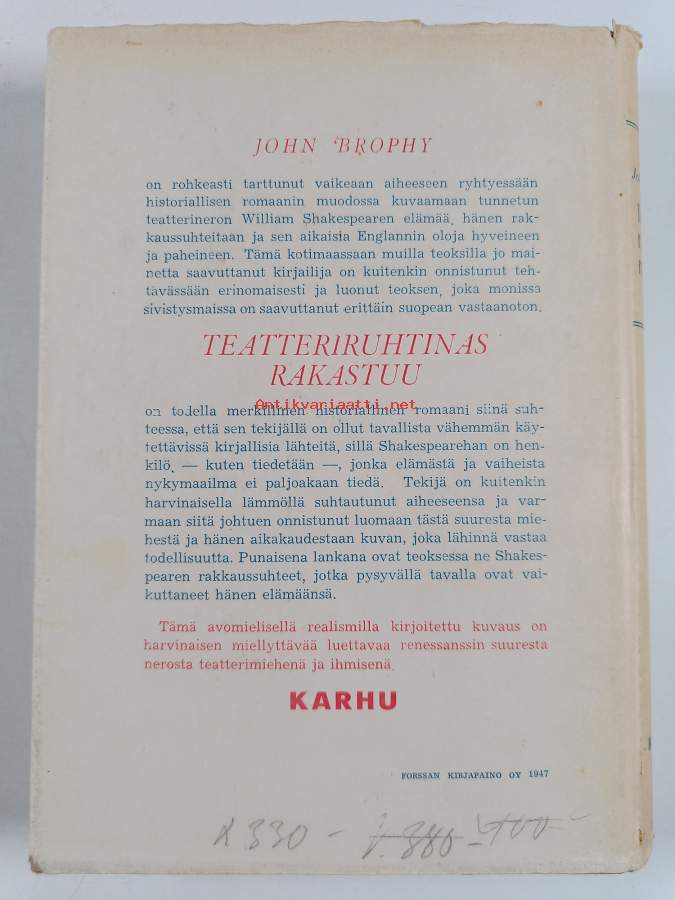 JOHN BROPHY
on rohkeasti tarttunut vaikeaan aiheeseen ryhtyessään
historiallisen romaanin muodossa kuvaamaan tunnetun
teatterineron William Shakespearen elämää, hänen rak-
kaussuhteitaan ja sen aikaisia Englannin oloja hyveineen
ja paheineen. Tämä kotimaassaan muilla teoksilla jo mai-
netta saavuttanut kirjailija on kuitenkin onnistunut teh-
tävässään erinomaisesti ja luonut teoksen, joka monissa
sivistysmaissa on saavuttanut erittäin suopean vastaanoton.
TEATTERIRUHTINAS
RAKASTUU
Antikvariaatti.net
on todella merkillinen historiallinen romaani siinä suh-
teessa, että sen tekijällä on ollut tavallista vähemmän käy-
tettävissä kirjallisia lähteitä, sillä Shakespearehan on hen-
kilö, — kuten tiedetään —, jonka elämästä ja vaiheista
nykymaailma ei paljoakaan tiedä. Tekijä on kuitenkin
harvinaisella lämmöllä suhtautunut aiheeseensa ja var-
maan siitä johtuen onnistunut luomaan tästä suuresta mie-
hestä ja hänen aikakaudestaan kuvan, joka lähinnä vastaa
todellisuutta. Punaisena lankana ovat teoksessa ne Shakes-
pearen rakkaussuhteet, jotka pysyvällä tavalla ovat vai-
kuttaneet hänen elämäänsä.
Tämä avomielisellä realismilla kirjoitettu kuvaus on
harvinaisen miellyttävää luettavaa renessanssin suuresta
nerosta teatterimiehenä ja ihmisenä.
KARHU
FORSSAN KIRJAPAINO OY 1947
330 –